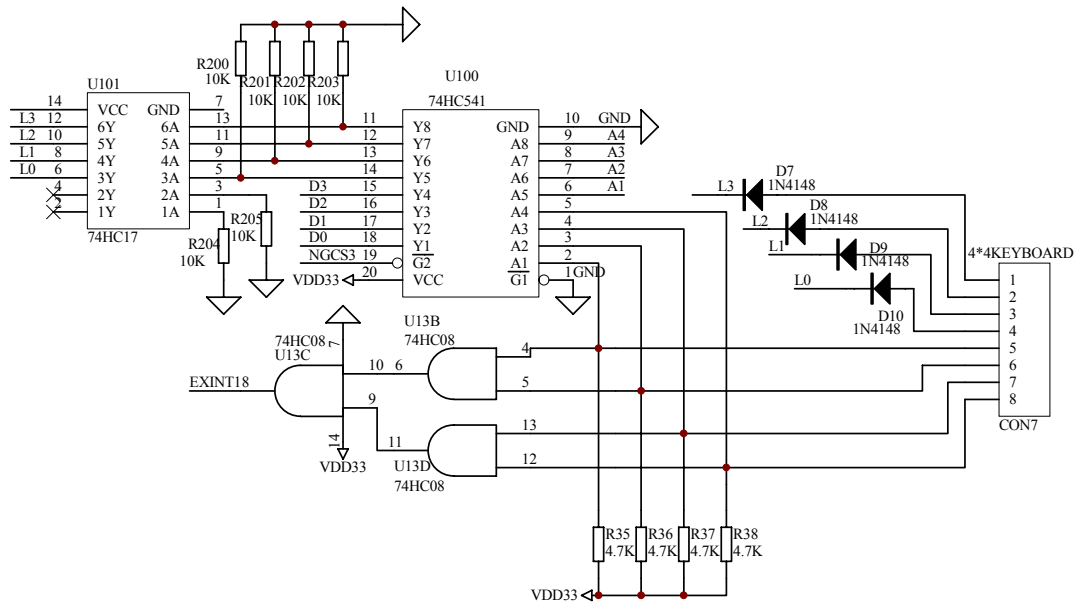 R200
10K
R201
10K
R202
10K
R203
10K
U101
14 VCC GND 7
L3 12 6Y 6A 13
L2 10 5Y 5A 11
L1 8 4Y 4A 9
L0 6 3Y 3A 5
4 2Y 2A 3
2 1Y 1A 1
74HC17
R204
10K
R205
10K
U100
74HC541
11 Y8 GND 10 GND
12 Y7 A8 9 A4
13 Y6 A7 8 A3
14 Y5 A6 7 A2
D3 15 Y4 A5 6 A1
D2 16 Y3 A4 5
D1 17 Y2 A3 4
D0 18 Y1 A2 3
NGCS3 19 G2 A1 2
VDD33 20 VCC G1 1 GND
L3
D7
1N4148
L2
D8
1N4148
L1
D9
1N4148
L0
D10
1N4148
4*4KEYBOARD
1
2
3
4
5
6
7
8
CON7
U13B
74HC08
4
5
6
74HC08
U13C
7
10
9
14
VDD33
EXINT18
13
12
11
U13D
74HC08
R35
4.7K
R36
4.7K
R37
4.7K
R38
4.7K
VDD33